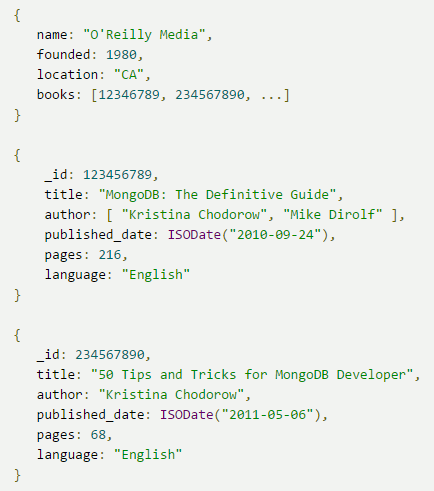 {
name: "O'Reilly Media",
founded: 1980,
location: "CA",
books: [12346789, 234567890, ...]
}
{
_id: 123456789,
title: "MongoDB: The Definitive Guide",
author: [ "Kristina Chodorow", "Mike Dirolf" ],
published_date: ISODate("2010-09-24"),
pages: 216,
language: "English"
}
{
_id: 234567890,
title: "50 Tips and Tricks for MongoDB Developer",
author: "Kristina Chodorow",
published_date: ISODate("2011-05-06"),
pages: 68,
language: "English"
}